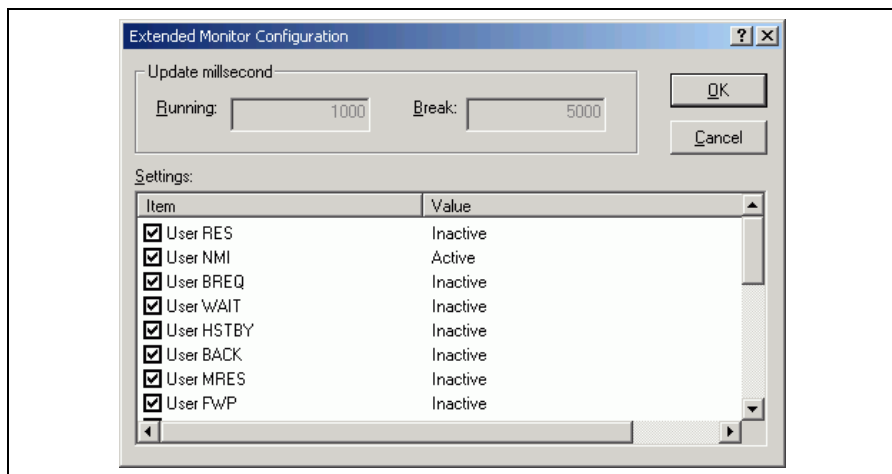 Extended Monitor Configuration
Update millsecond
Running: 1000 Break: 5000
OK
Cancel
Settings:
Item Value
User RES Inactive
User NMI Active
User BREQ Inactive
User WAIT Inactive
User HSTBY Inactive
User BACK Inactive
User MRES Inactive
User FWP Inactive